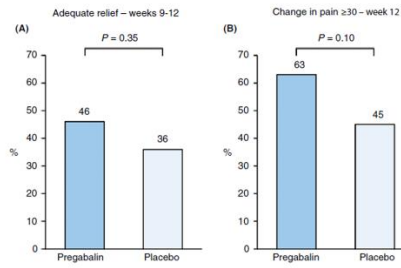 Adequate relief – weeks 9-12
(A)
P = 0.35
70
60
50
40
30
20
10
0
%
46
36
Pregabalin Placebo
Change in pain ≥30 – week 12
(B)
P = 0.10
70
60
50
40
30
20
10
0
%
63
45
Pregabalin Placebo